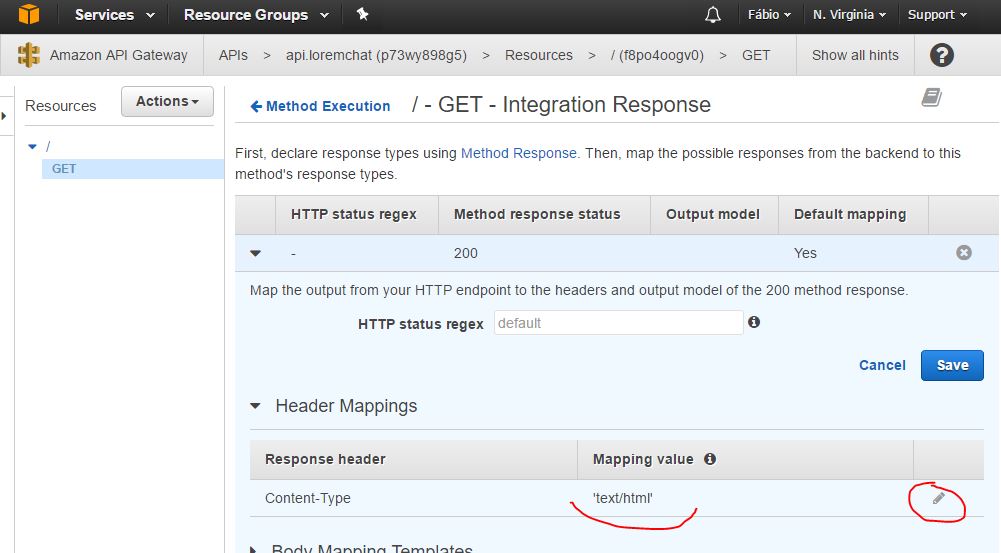 Services Resource Groups Fábio N. Virginia Support
Amazon API Gateway APIs > api.loremchat (p73wy898g5) > Resources > / (f8po4oogv0) > GET Show all hints ?
Resources Actions Method Execution / - GET - Integration Response
/
GET
First, declare response types using Method Response. Then, map the possible responses from the backend to this
method's response types.
HTTP status regex Method response status Output model Default mapping
- 200 Yes
Map the output from your HTTP endpoint to the headers and output model of the 200 method response.
HTTP status regex default
Cancel Save
Header Mappings
Response header Mapping value
Content-Type 'text/html'
Body Mapping Templates